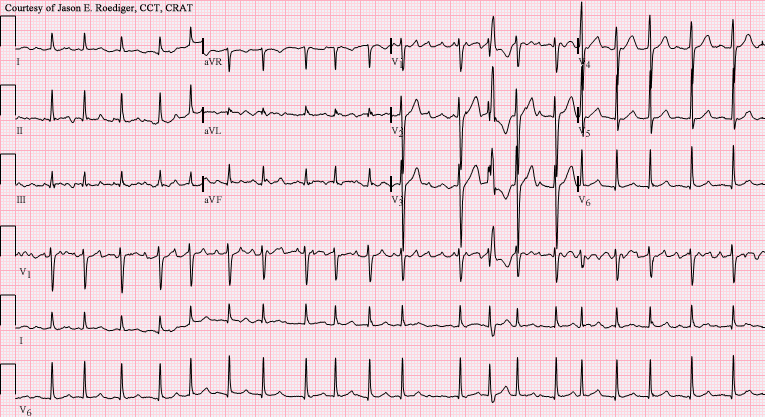 Courtesy of Jason E. Roediger, CCT, CRAT
I aVR V1 V4
II aVL V2 V5
III aVF V3 V6
V1
I
V6